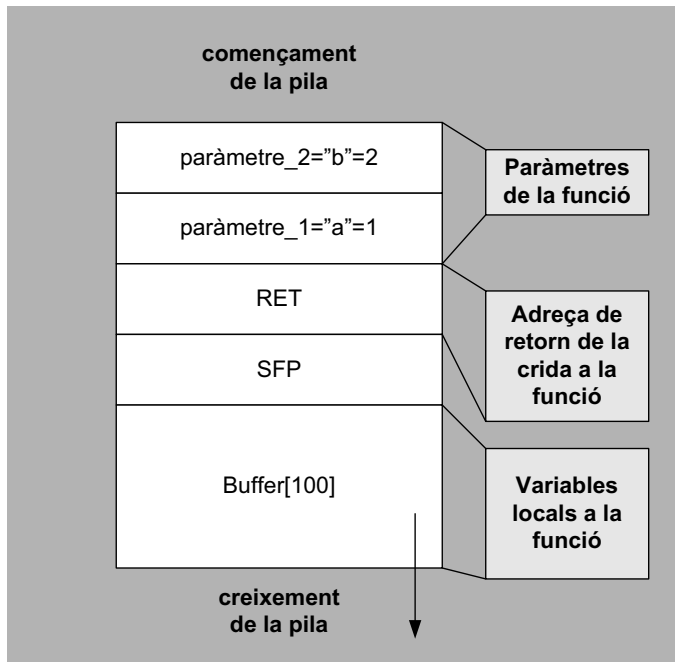 començament
de la pila
paràmetre_2=”b”=2
Paràmetres
de la funció
paràmetre_1=”a”=1
RET
Adreça de
retorn de la
crida a la
funció
SFP
Buffer[100]
Variables
locals a la
funció
creixement
de la pila